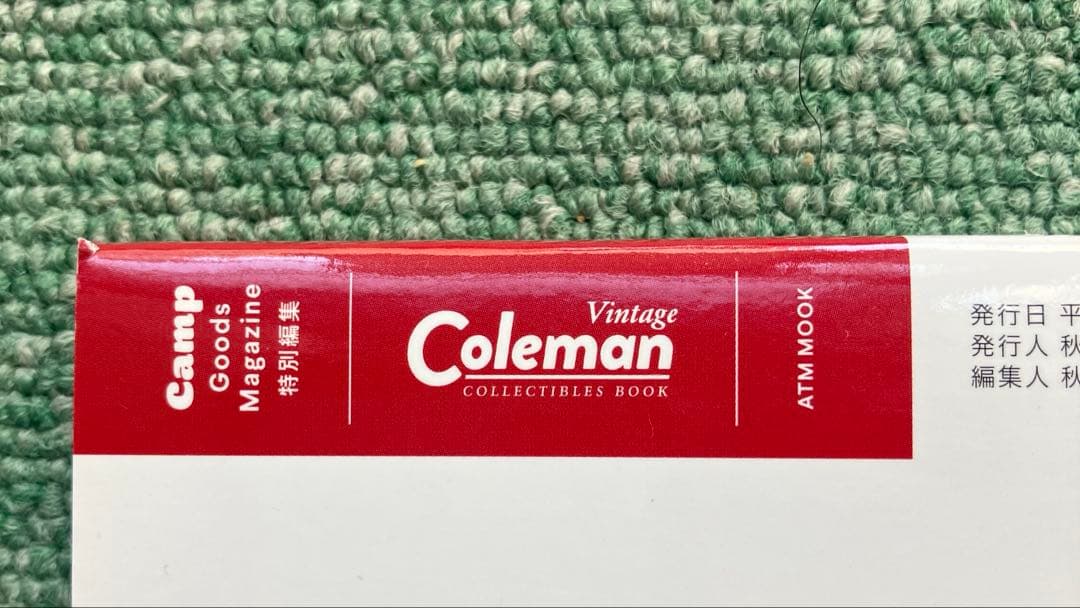 camp
Goods
Magazine
特別編集
Vintage
Coleman
COLLECTIBLES BOOK
ATM MOOK
発行日 平
発行人 秋
編集人 秋